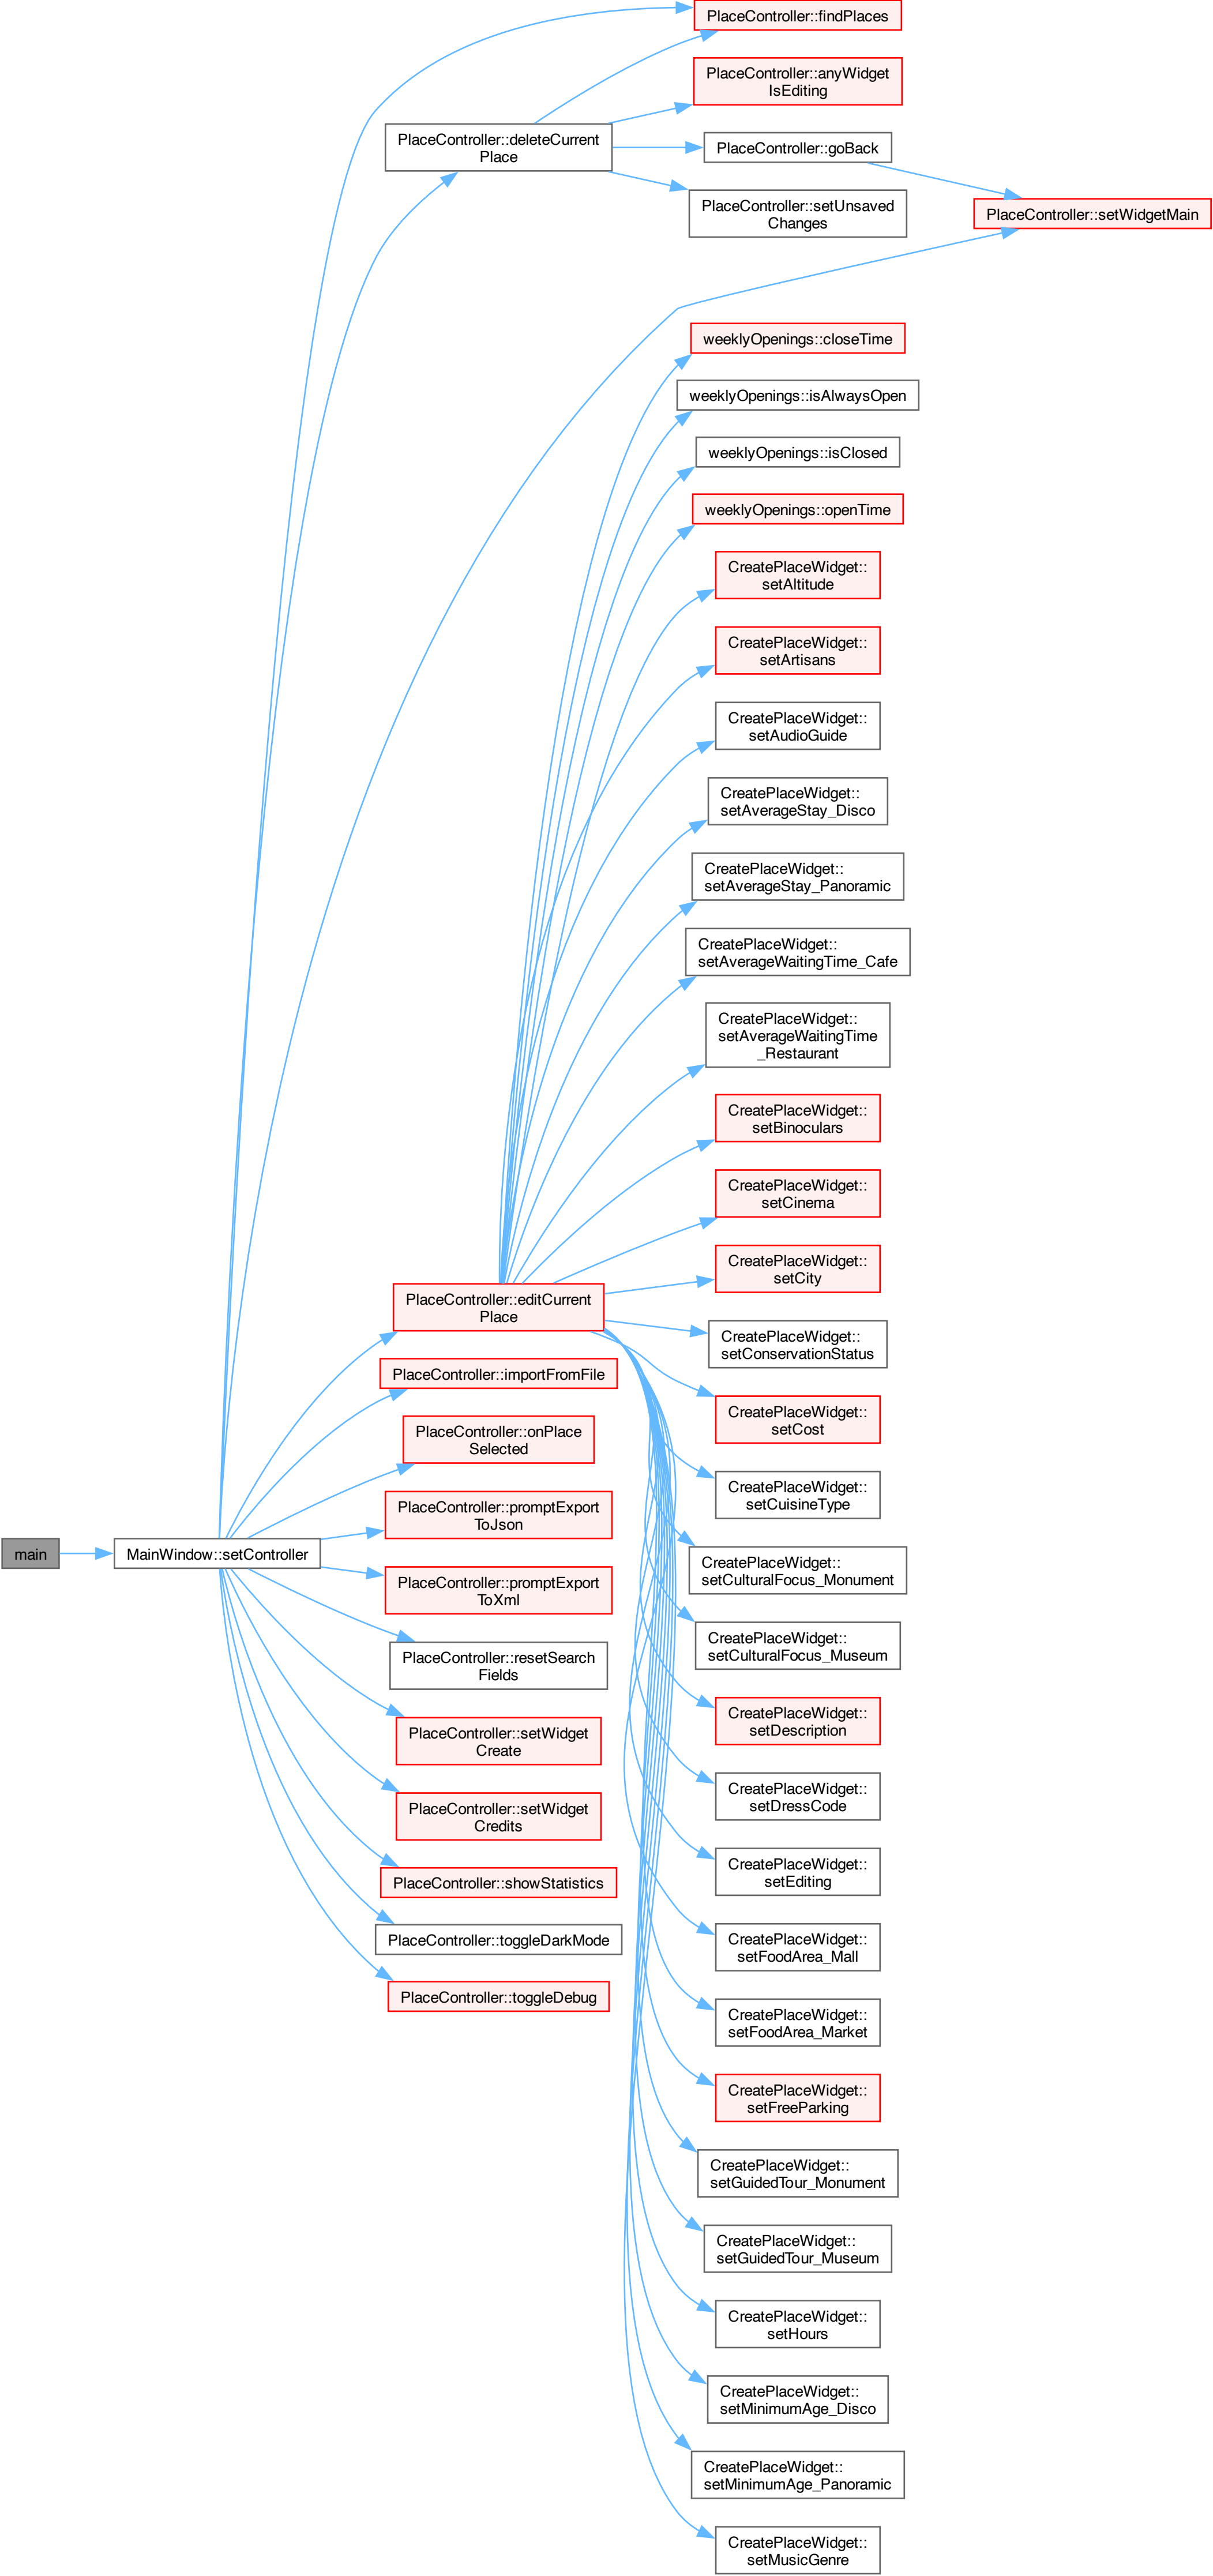 main
MainWindow::setController
PlaceController::findPlaces
PlaceController::deleteCurrent
Place
PlaceController::anyWidget
IsEditing
PlaceController::goBack
PlaceController::setUnsaved
Changes
PlaceController::setWidgetMain
PlaceController::editCurrent
Place
weeklyOpenings::closeTime
weeklyOpenings::isAlwaysOpen
weeklyOpenings::isClosed
weeklyOpenings::openTime
CreatePlaceWidget::
setAltitude
CreatePlaceWidget::
setArtisans
CreatePlaceWidget::
setAudioGuide
CreatePlaceWidget::
setAverageStay_Disco
CreatePlaceWidget::
setAverageStay_Panoramic
CreatePlaceWidget::
setAverageWaitingTime_Cafe
CreatePlaceWidget::
setAverageWaitingTime
_Restaurant
CreatePlaceWidget::
setBinoculars
CreatePlaceWidget::
setCinema
CreatePlaceWidget::
setCity
CreatePlaceWidget::
setConservationStatus
CreatePlaceWidget::
setCost
CreatePlaceWidget::
setCuisineType
CreatePlaceWidget::
setCulturalFocus_Monument
CreatePlaceWidget::
setCulturalFocus_Museum
CreatePlaceWidget::
setDescription
CreatePlaceWidget::
setDressCode
CreatePlaceWidget::
setEditing
CreatePlaceWidget::
setFoodArea_Mall
CreatePlaceWidget::
setFoodArea_Market
CreatePlaceWidget::
setFreeParking
CreatePlaceWidget::
setGuidedTour_Monument
CreatePlaceWidget::
setGuidedTour_Museum
CreatePlaceWidget::
setHours
CreatePlaceWidget::
setMinimumAge_Disco
CreatePlaceWidget::
setMinimumAge_Panoramic
CreatePlaceWidget::
setMusicGenre
PlaceController::importFromFile
PlaceController::onPlace
Selected
PlaceController::promptExport
ToJson
PlaceController::promptExport
ToXml
PlaceController::resetSearch
Fields
PlaceController::setWidget
Create
PlaceController::setWidget
Credits
PlaceController::showStatistics
PlaceController::toggleDarkMode
PlaceController::toggleDebug